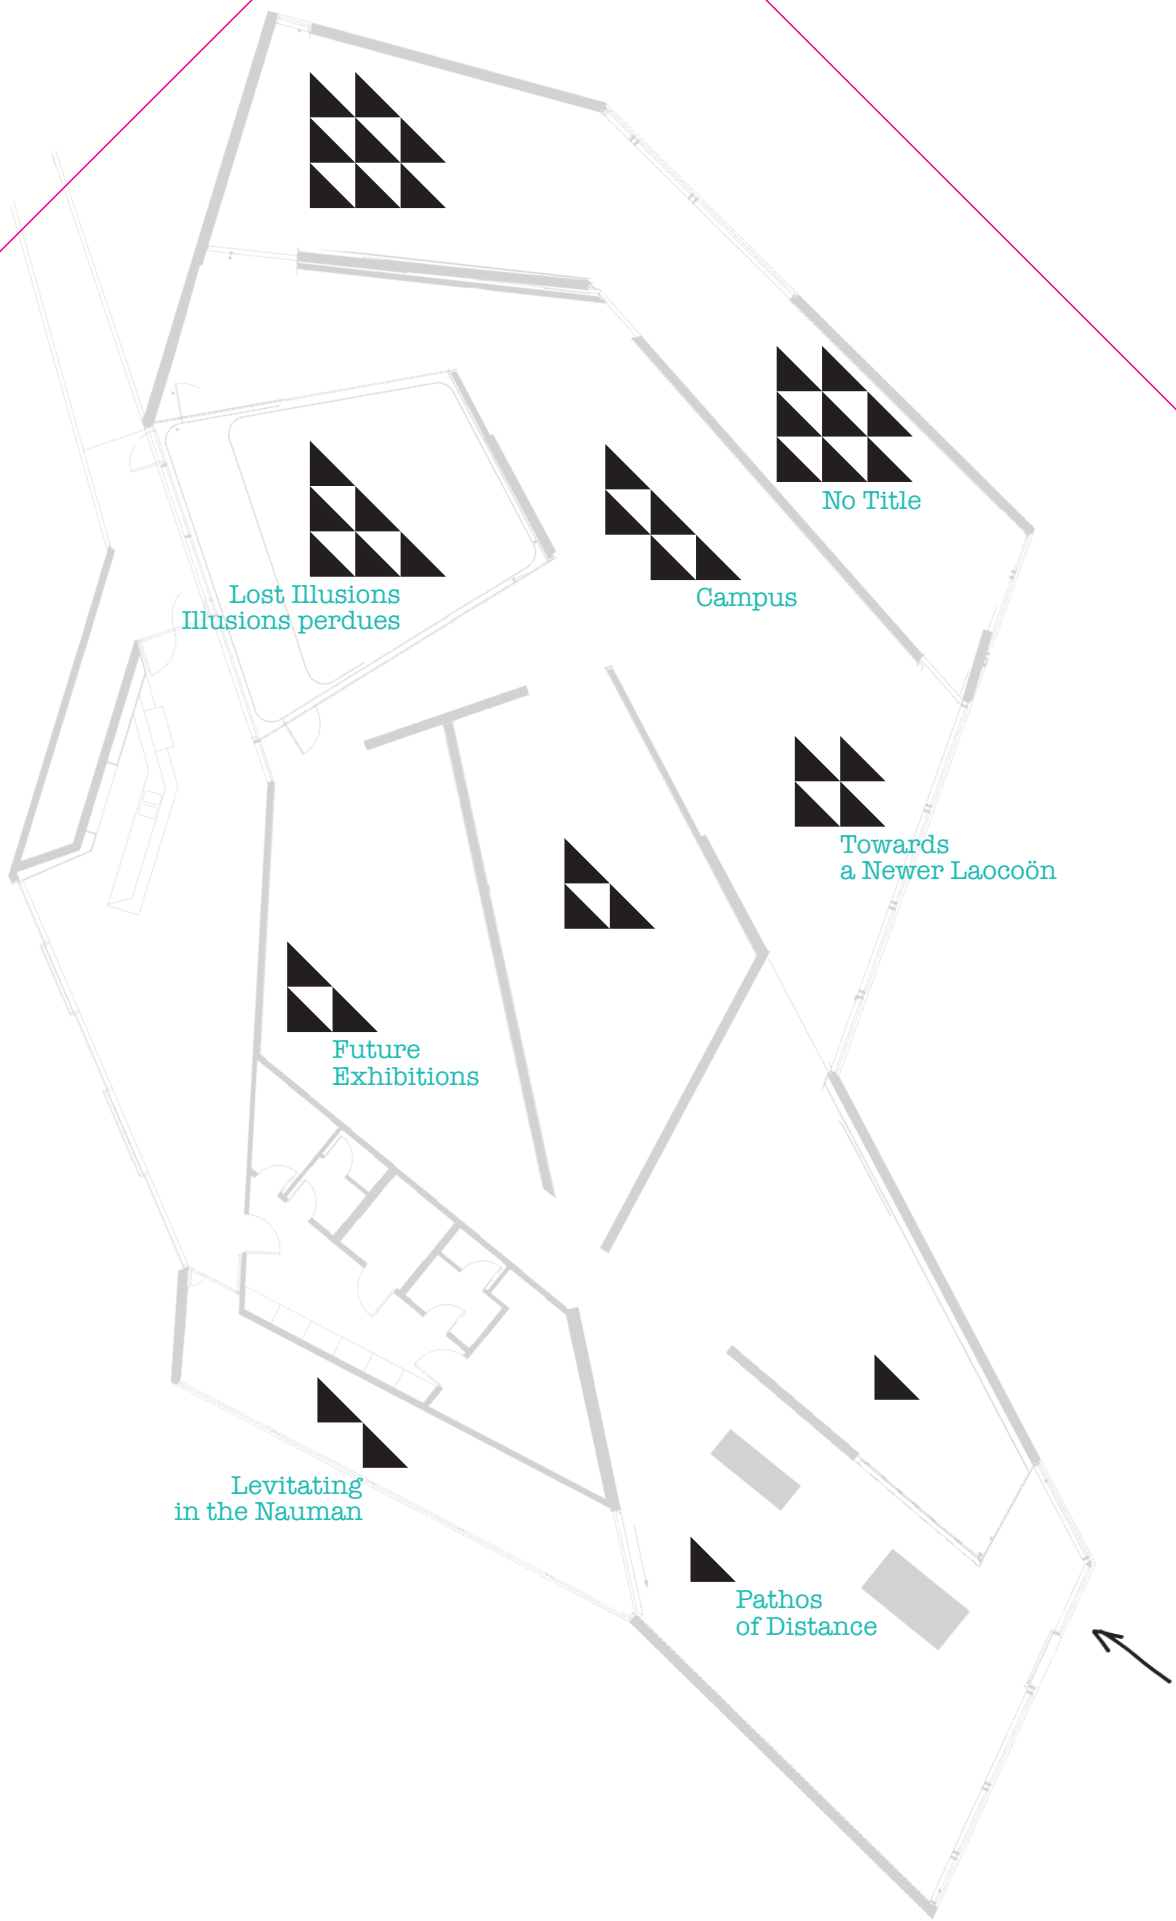 No Title
Lost Illusions
Illusions perdues
Campus
Towards
a Newer Laocoön
Future
Exhibitions
Levitating
in the Nauman
Pathos
of Distance